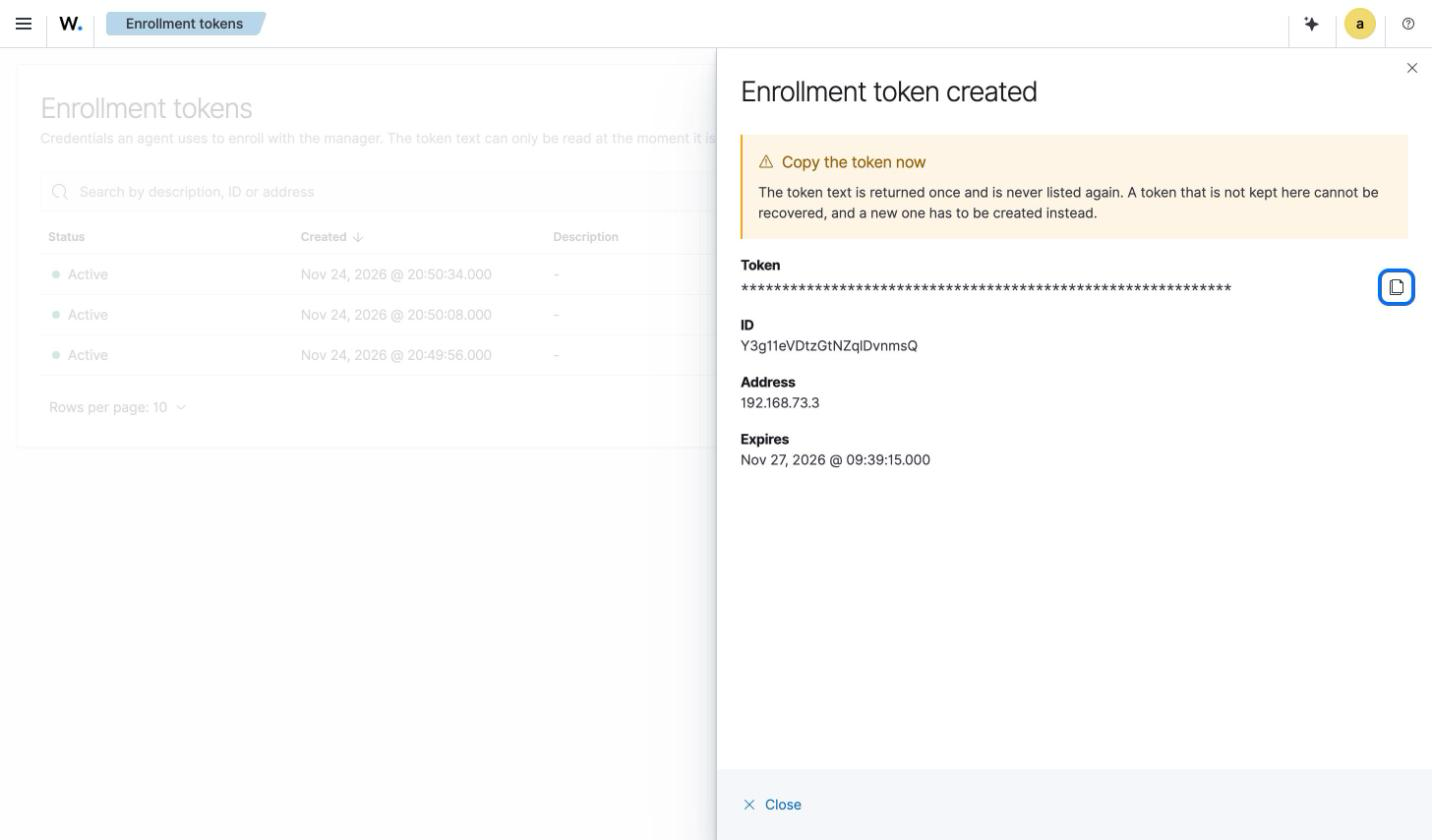 W.
Enrollment tokens
a
Enrollment tokens
Credentials an agent uses to enroll with the manager. The token text can only be read at the moment it is
Search by description, ID or address
Status Created Description
Active Nov 24, 2026 @ 20:50:34.000 -
Active Nov 24, 2026 @ 20:50:08.000 -
Active Nov 24, 2026 @ 20:49:56.000 -
Rows per page: 10
Enrollment token created
Copy the token now
The token text is returned once and is never listed again. A token that is not kept here cannot be
recovered, and a new one has to be created instead.
Token
************************************************************
ID
Y3g11eVDtzGtNZqlDvnmsQ
Address
192.168.73.3
Expires
Nov 27, 2026 @ 09:39:15.000
Close